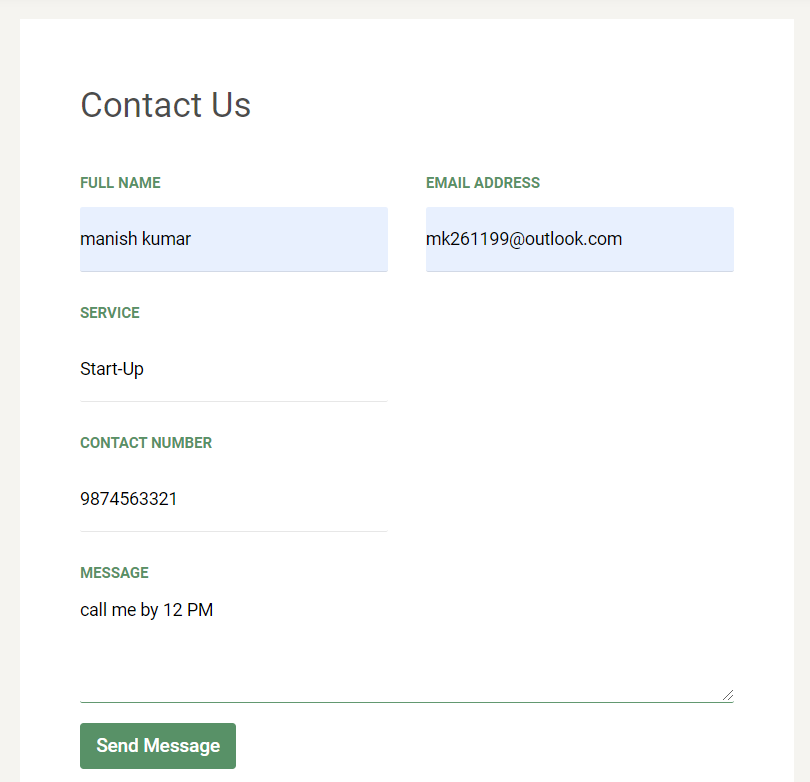 Contact Us
FULL NAME
EMAIL ADDRESS
manish kumar
mk261199@outlook.com
SERVICE
Start-Up
CONTACT NUMBER
9874563321
MESSAGE
call me by 12 PM
Send Message